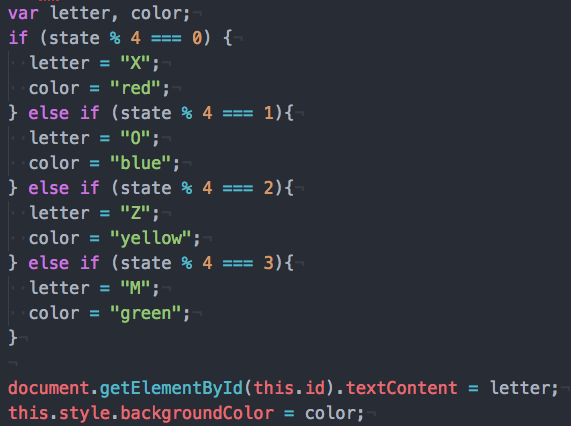 var letter, color;
if (state % 4 === 0) {
  letter = "X";
  color = "red";
} else if (state % 4 === 1){
  letter = "O";
  color = "blue";
} else if (state % 4 === 2){
  letter = "Z";
  color = "yellow";
} else if (state % 4 === 3){
  letter = "M";
  color = "green";
}

document.getElementById(this.id).textContent = letter;
this.style.backgroundColor = color;